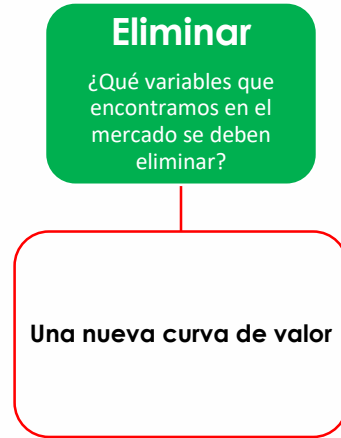 Eliminar
¿Qué variables que
encontramos en el
mercado se deben
eliminar?
Una nueva curva de valor